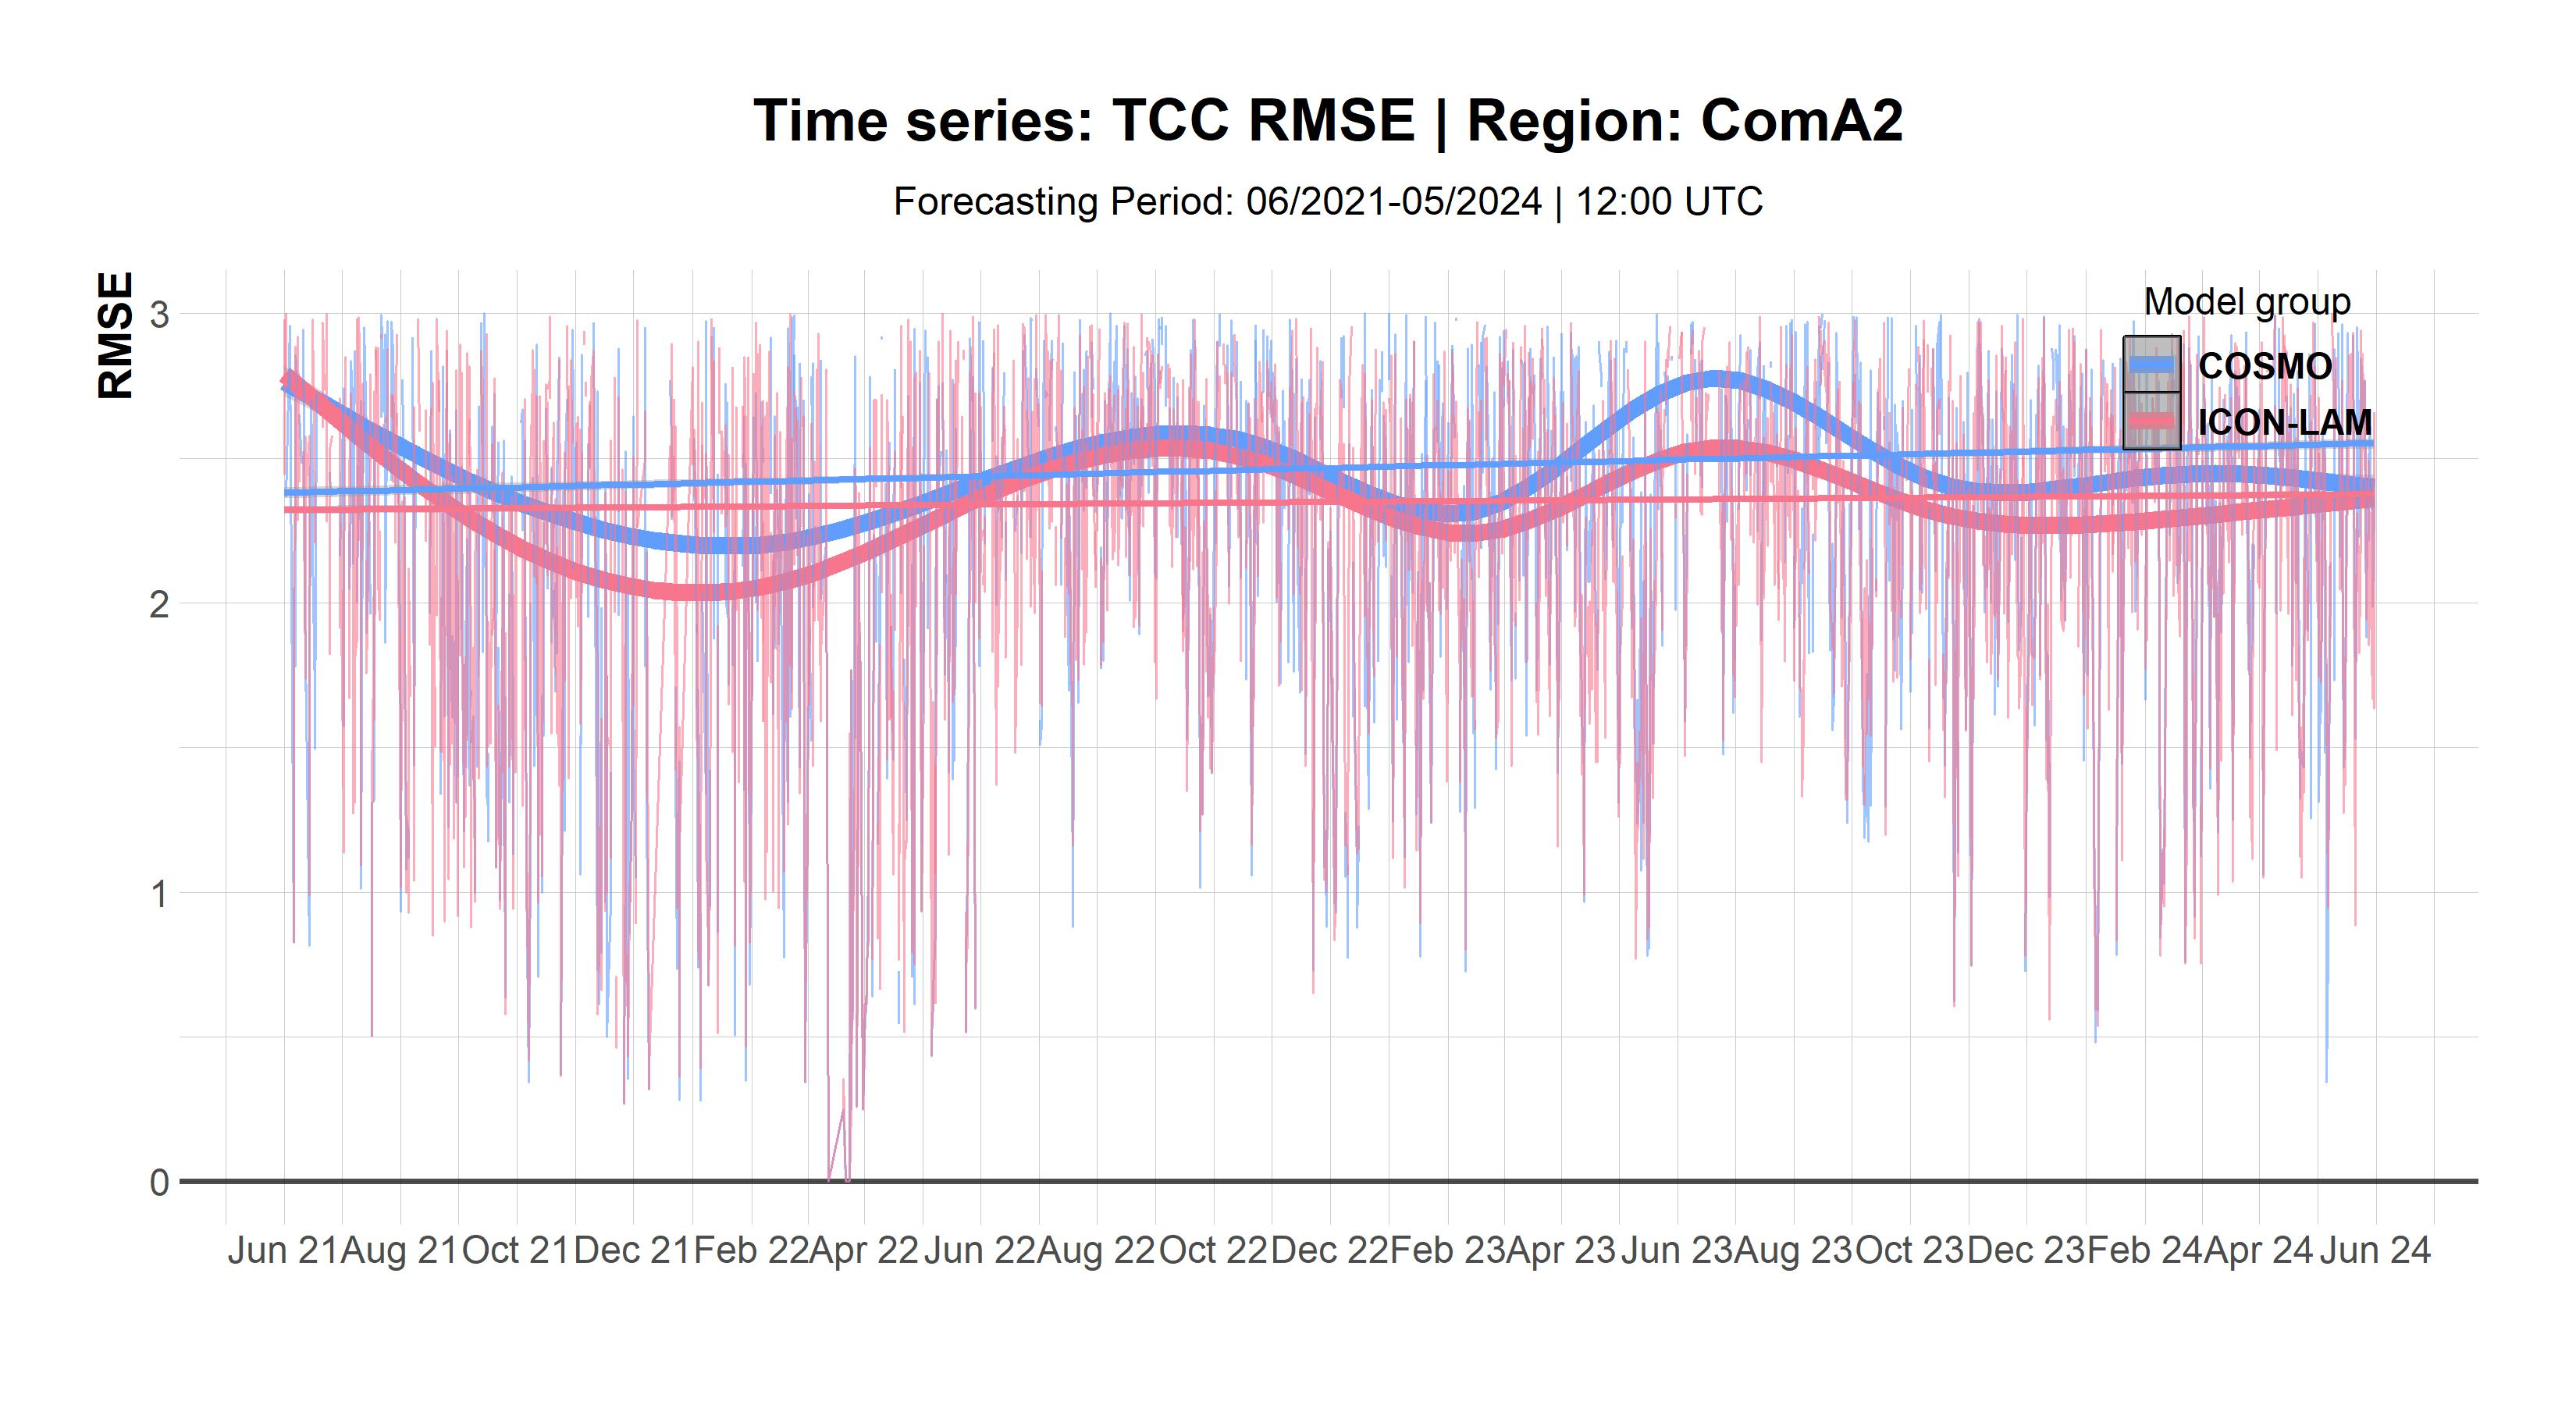 Time series: TCC RMSE | Region: ComA2
Forecasting Period: 06/2021-05/2024 | 12:00 UTC
RMSE
3
2
1
0
Model group
COSMO
ICON-LAM
Jun 21 Aug 21 Oct 21 Dec 21 Feb 22 Apr 22 Jun 22 Aug 22 Oct 22 Dec 22 Feb 23 Apr 23 Jun 23 Aug 23 Oct 23 Dec 23 Feb 24 Apr 24 Jun 24